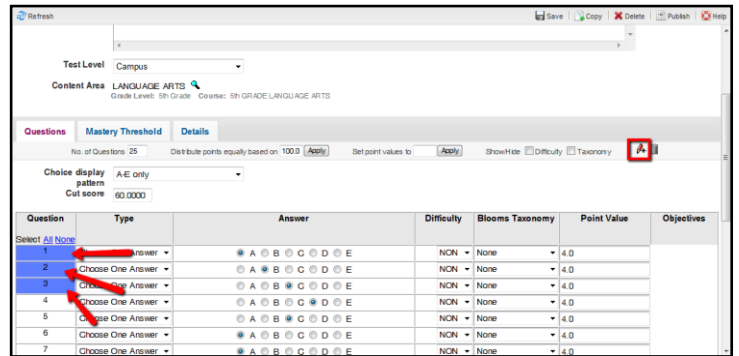 Refresh Save Copy Delete Publish Help
Test Level Campus
Content Area LANGUAGE ARTS
Grade Level: 5th Grade Course: 5th GRADE LANGUAGE ARTS
Questions Mastery Threshold Details
No. of Questions 25 Distribute points equally based on 100.0 Apply Set point values to Apply Show/Hide Difficulty Taxonomy
Choice display pattern A-E only
Cut score 60.0000
Question Type Answer Difficulty Blooms Taxonomy Point Value Objectives
Select All None
1 Choose One Answer A B C D E NON None 4.0
2 Choose One Answer A B C D E NON None 4.0
3 Choose One Answer A B C D E NON None 4.0
4 Choose One Answer A B C D E NON None 4.0
5 Choose One Answer A B C D E NON None 4.0
6 Choose One Answer A B C D E NON None 4.0
7 Choose One Answer A B C D E NON None 4.0